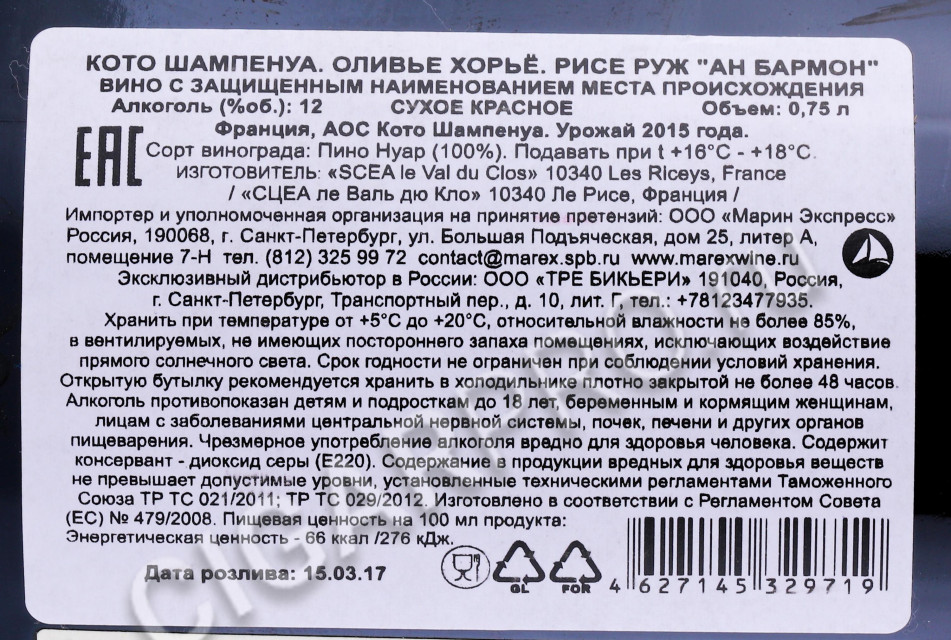 КОТО ШАМПЕНУА. ОЛИВЬЕ ХОРЬЁ. РИСЕ РУЖ "АН БАРМОН"
ВИНО С ЗАЩИЩЕННЫМ НАИМЕНОВАНИЕМ МЕСТА ПРОИСХОЖДЕНИЯ
Алкоголь (%об.): 12 СУХОЕ КРАСНОЕ Объем: 0,75 л
Франция, АОС Кото Шампенуа. Урожай 2015 года.
EAC Сорт винограда: Пино Нуар (100%). Подавать при t +16°C - +18°C.
ИЗГОТОВИТЕЛЬ: «SCEA le Val du Clos» 10340 Les Riceys, France
/ «СЦЕА ле Валь дю Кло» 10340 Ле Рисе, Франция /
Импортер и уполномоченная организация на принятие претензий: ООО «Марин Экспресс»
Россия, 190068, г. Санкт-Петербург, ул. Большая Подъяческая, дом 25, литер А,
помещение 7-Н тел. (812) 325 99 72 contact@marex.spb.ru www.marexwine.ru
Эксклюзивный дистрибьютор в России: ООО «ТРЕ БИКЬЕРИ» 191040, Россия,
г. Санкт-Петербург, Транспортный пер., д. 10, лит. Г, тел.: +78123477935.
Хранить при температуре от +5°C до +20°C, относительной влажности не более 85%,
в вентилируемых, не имеющих постороннего запаха помещениях, исключающих воздействие
прямого солнечного света. Срок годности не ограничен при соблюдении условий хранения.
Открытую бутылку рекомендуется хранить в холодильнике плотно закрытой не более 48 часов.
Алкоголь противопоказан детям и подросткам до 18 лет, беременным и кормящим женщинам,
лицам с заболеваниями центральной нервной системы, почек, печени и других органов
пищеварения. Чрезмерное употребление алкоголя вредно для здоровья человека. Содержит
консервант - диоксид серы (Е220). Содержание в продукции вредных для здоровья веществ
не превышает допустимые уровни, установленные техническими регламентами Таможенного
Союза ТР ТС 021/2011; ТР ТС 029/2012. Изготовлено в соответствии с Регламентом Совета
(ЕС) № 479/2008. Пищевая ценность на 100 мл продукта:
Энергетическая ценность - 66 ккал /276 кДж.
Дата розлива: 15.03.17
GL FOR
4 627145 329719
CIGARPRO.ru